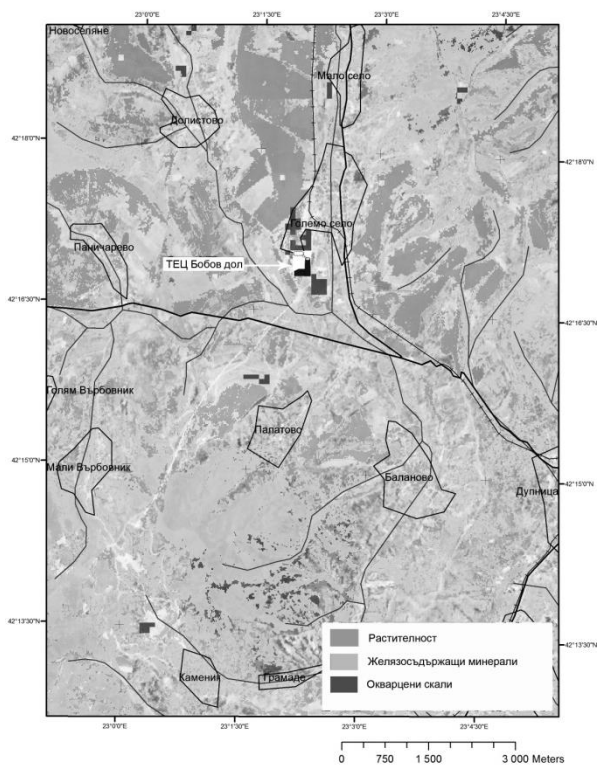 23°0'0"E 23°1'30"E 23°3'0"E 23°4'30"E
Новоселяне
Мало село
Долистово
42°18'0"N 42°18'0"N
Големо село
Паничарево
ТЕЦ Бобов дол
42°16'30"N 42°16'30"N
Голям Върбовник
Палатово
42°15'0"N Мали Върбовник
Баланово 42°15'0"N
Дупница
42°13'30"N 42°13'30"N
Растителност
Желязосъдържащи минерали
Окварцени скали
Каменик Грамаде
23°0'0"E 23°1'30"E 23°3'0"E 23°4'30"E
0 750 1 500 3 000 Meters